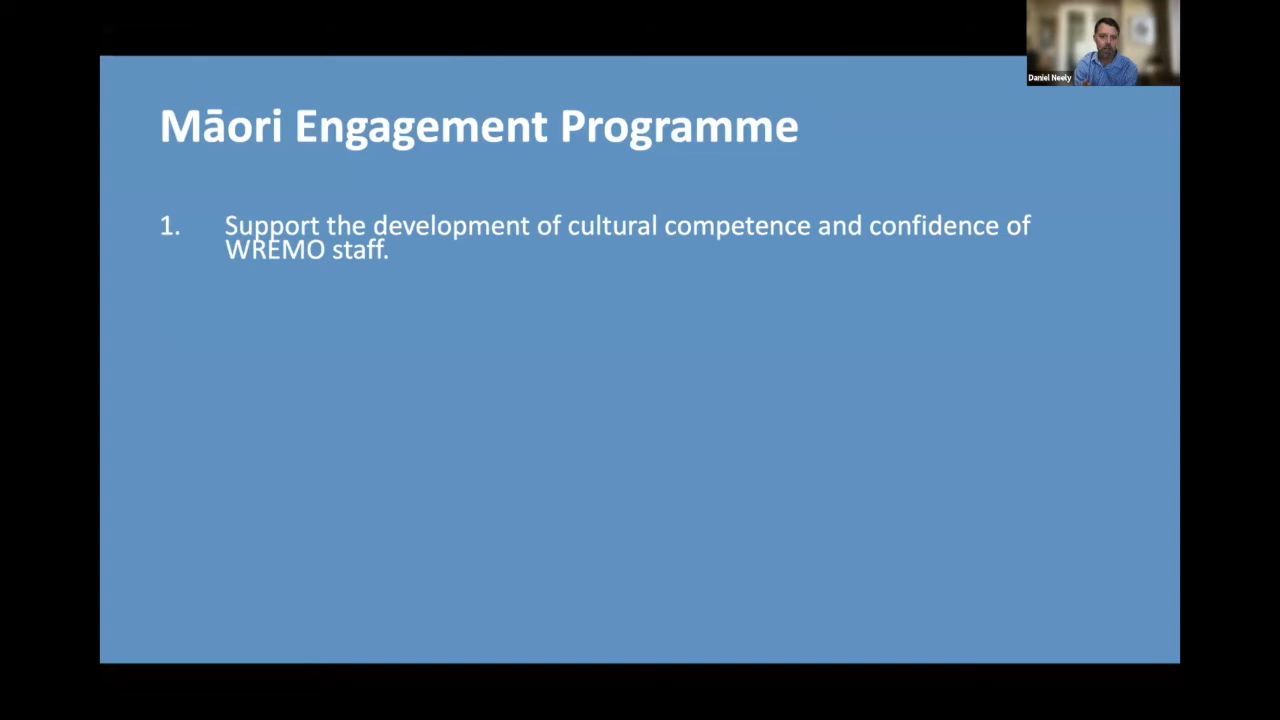 Daniel Neely
Māori Engagement Programme
1. Support the development of cultural competence and confidence of
WREMO staff.